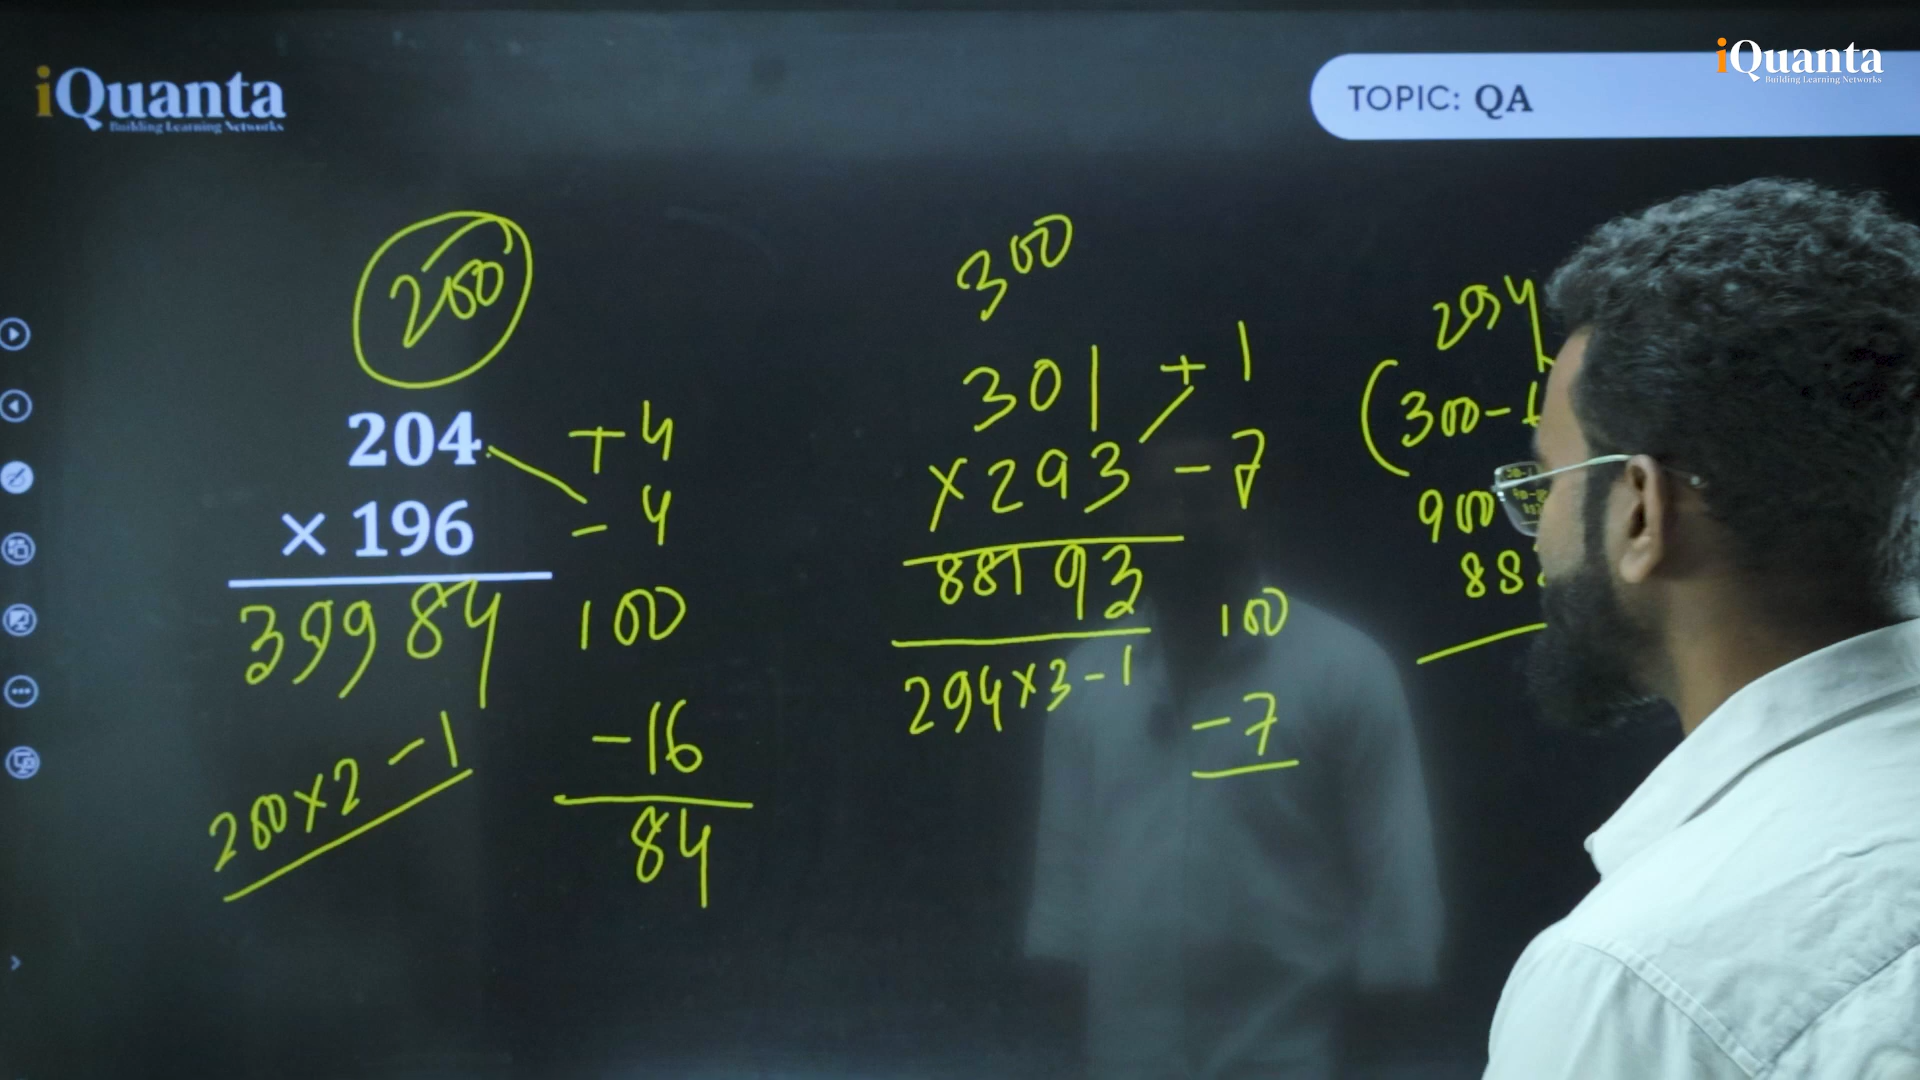 iQuanta
Building Learning Networks
TOPIC: QA
iQuanta
Building Learning Networks
200
204 + 4
× 196 - 4
39984
200×2-1
100
-16
84
300
301 + 1
×293 - 7
88193
294×3-1
100
-7
294
(300-
900
88